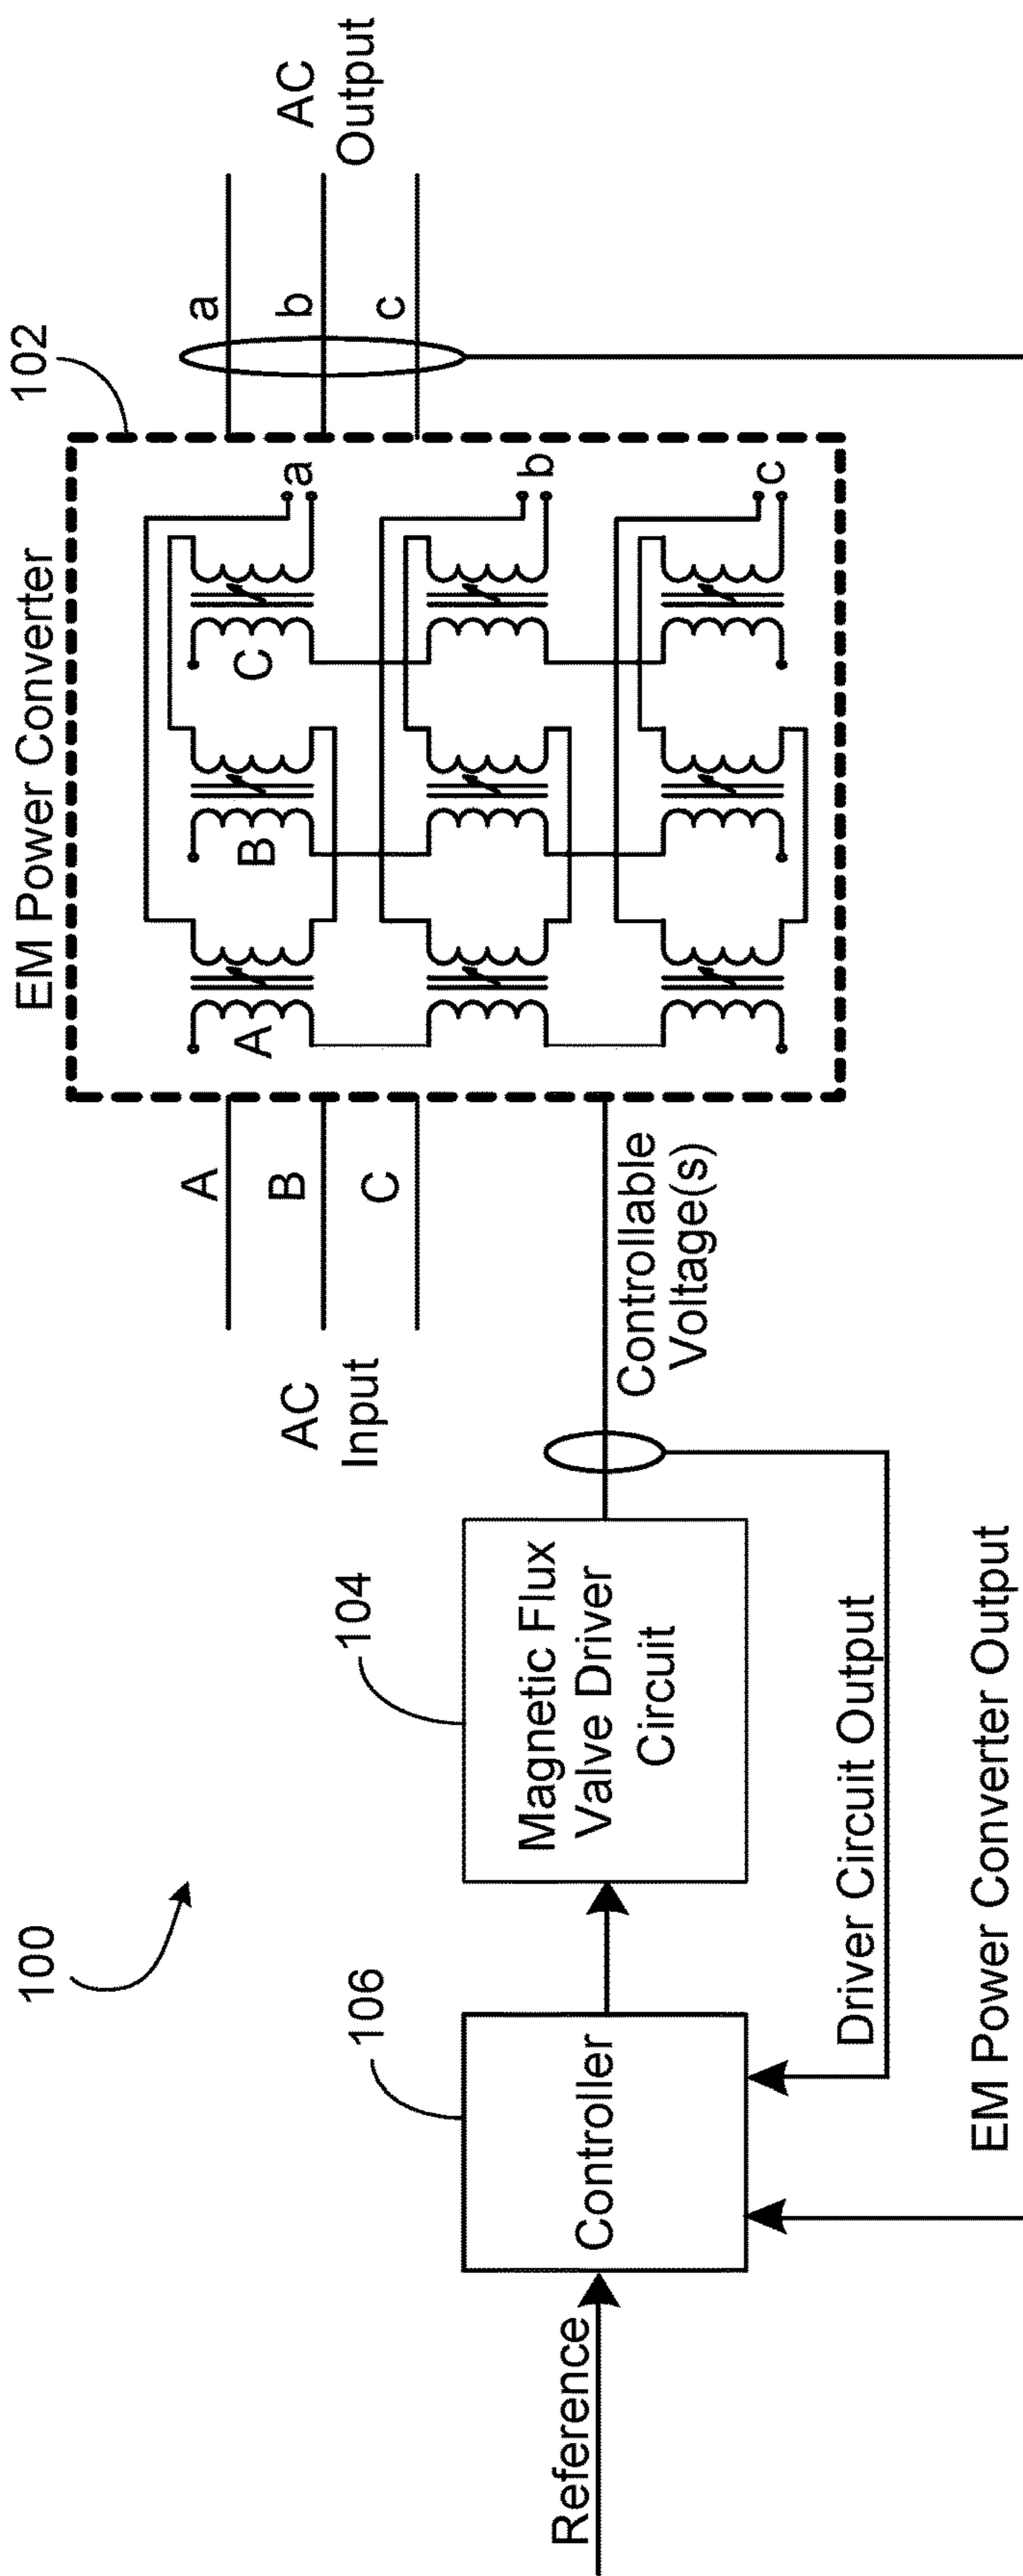 100
106
104
102
EM Power Converter
Reference
Controller
Magnetic Flux
Valve Driver
Circuit
AC
Input
A
B
C
Controllable
Voltage(s)
A
B
C
a
b
c
a
b
c
AC
Output
Driver Circuit Output
EM Power Converter Output